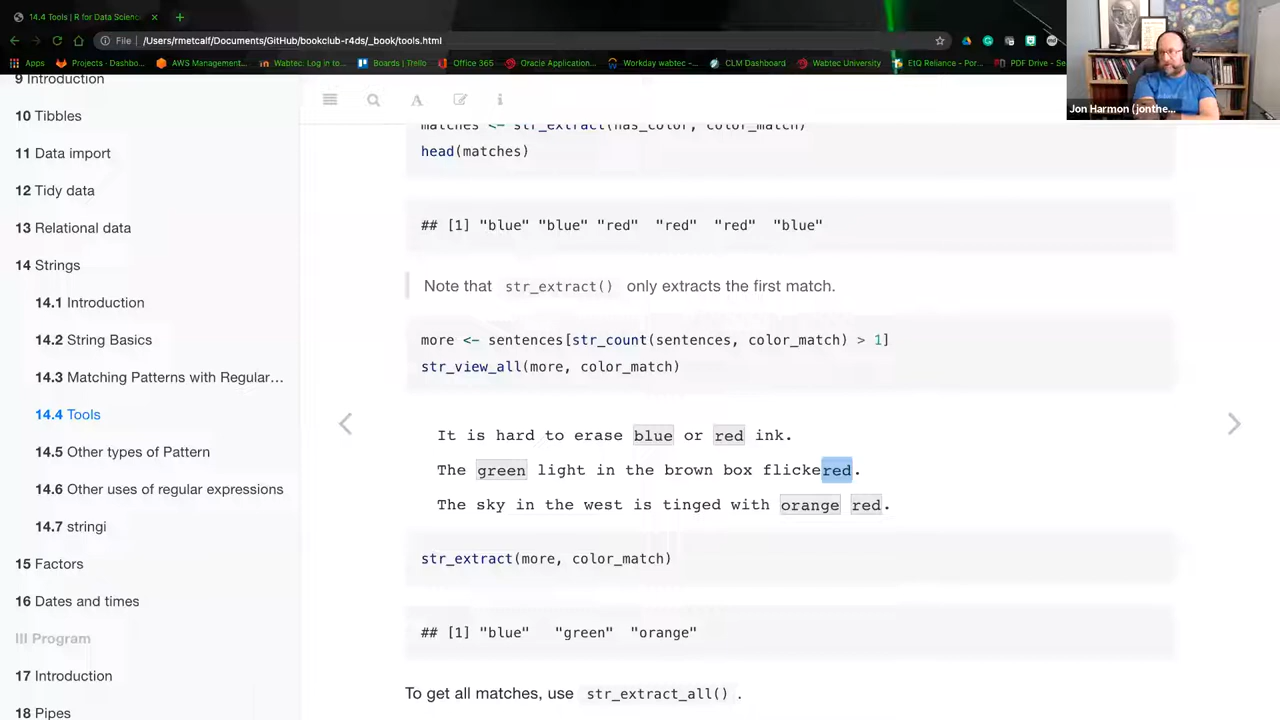 14.4 Tools | R for Data Scienc
File
/Users/rmetcalf/Documents/GitHub/bookclub-r4ds/_book/tools.html
Apps
Projects - Dashbo...
AWS Management...
Wabtec. Log in to...
Boards | Trello
Office 365
Oracle Application...
Workday wabtec -...
CLM Dashboard
Wabtec University
EtQ Reliance - Por...
PDF Drive - Se
Jon Harmon (jonthe...
9 Introduction
10 Tibbles
11 Data import
12 Tidy data
13 Relational data
14 Strings
14.1 Introduction
14.2 String Basics
14.3 Matching Patterns with Regular...
14.4 Tools
14.5 Other types of Pattern
14.6 Other uses of regular expressions
14.7 stringi
15 Factors
16 Dates and times
III Program
17 Introduction
18 Pipes
matches <- str_extract(has_color, color_match)
head(matches)
## [1] "blue" "blue" "red"  "red"  "red"  "blue"
Note that str_extract() only extracts the first match.
more <- sentences[str_count(sentences, color_match) > 1]
str_view_all(more, color_match)
It is hard to erase blue or red ink.
The green light in the brown box flickered.
The sky in the west is tinged with orange red.
str_extract(more, color_match)
## [1] "blue"   "green"  "orange"
To get all matches, use str_extract_all() .